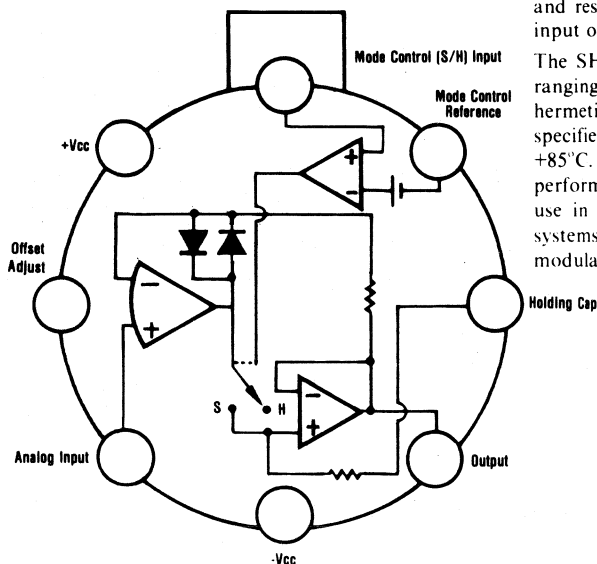 and res
input o
Mode Control (S/H) Input
The SH
ranging
Mode Control
Reference
hermeti
specifie
+85°C.
perform
use in
systems
modula
+Vcc
+
−
Offset
Adjust
−
+
Holding Cap
S
H
−
+
Analog Input
Output
-Vcc